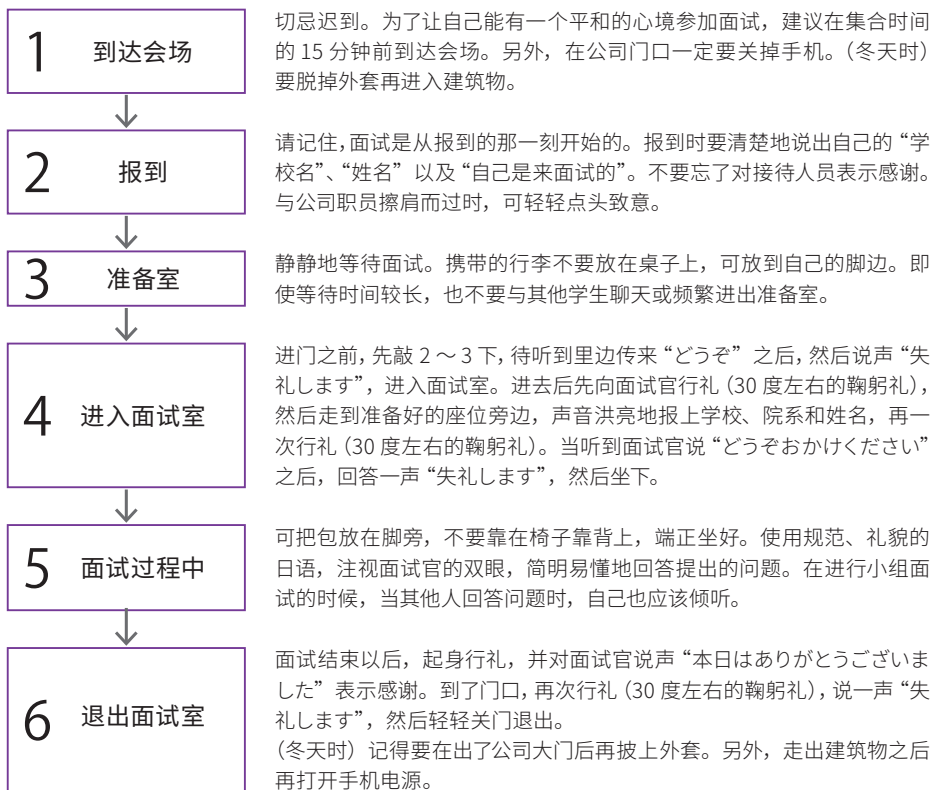 1 到达会场
切忌迟到。为了让自己能有一个平和的心境参加面试，建议在集合时间
的 15 分钟前到达会场。另外，在公司门口一定要关掉手机。（冬天时）
要脱掉外套再进入建筑物。
2 报到
请记住，面试是从报到的那一刻开始的。报到时要清楚地说出自己的“学
校名”、“姓名”以及“自己是来面试的”。不要忘了对接待人员表示感谢。
与公司职员擦肩而过时，可轻轻点头致意。
3 准备室
静静地等待面试。携带的行李不要放在桌子上，可放到自己的脚边。即
使等待时间较长，也不要与其他学生聊天或频繁进出准备室。
4 进入面试室
进门之前，先敲 2～3 下，待听到里边传来“どうぞ”之后，然后说声“失
礼します”，进入面试室。进去后先向面试官行礼（30 度左右的鞠躬礼），
然后走到准备好的座位旁边，声音洪亮地报上学校、院系和姓名，再一
次行礼（30 度左右的鞠躬礼）。当听到面试官说“どうぞおかけください”
之后，回答一声“失礼します”，然后坐下。
5 面试过程中
可把包放在脚旁，不要靠在椅子靠背上，端正坐好。使用规范、礼貌的
日语，注视面试官的双眼，简明易懂地回答提出的问题。在进行小组面
试的时候，当其他人回答问题时，自己也应该倾听。
6 退出面试室
面试结束以后，起身行礼，并对面试官说声“本日はありがとうございま
した”表示感谢。到了门口，再次行礼（30 度左右的鞠躬礼），说一声“失
礼します”，然后轻轻关门退出。
（冬天时）记得要在出了公司大门后再披上外套。另外，走出建筑物之后
再打开手机电源。